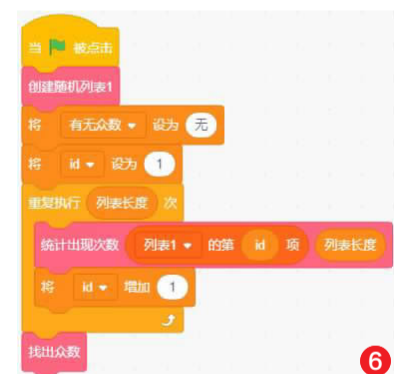 当 被点击
创建随机列表1
将 有无众数 设为 无
将 id 设为 1
重复执行 列表长度 次
统计出现次数 列表1 的第 id 项 列表长度
将 id 增加 1
找出众数
6